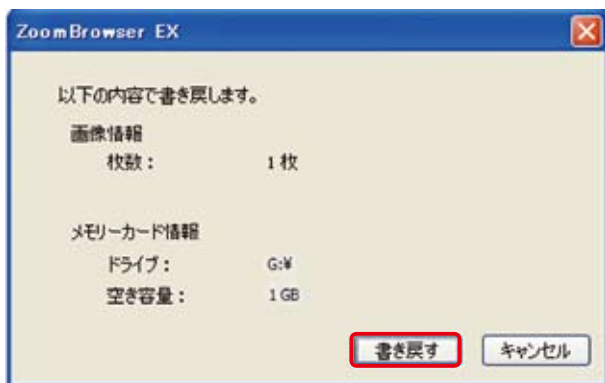 ZoomBrowser EX
以下の内容で書き戻します。
画像情報
枚数： 1 枚
メモリーカード情報
ドライブ： G:¥
空き容量： 1 GB
書き戻す キャンセル